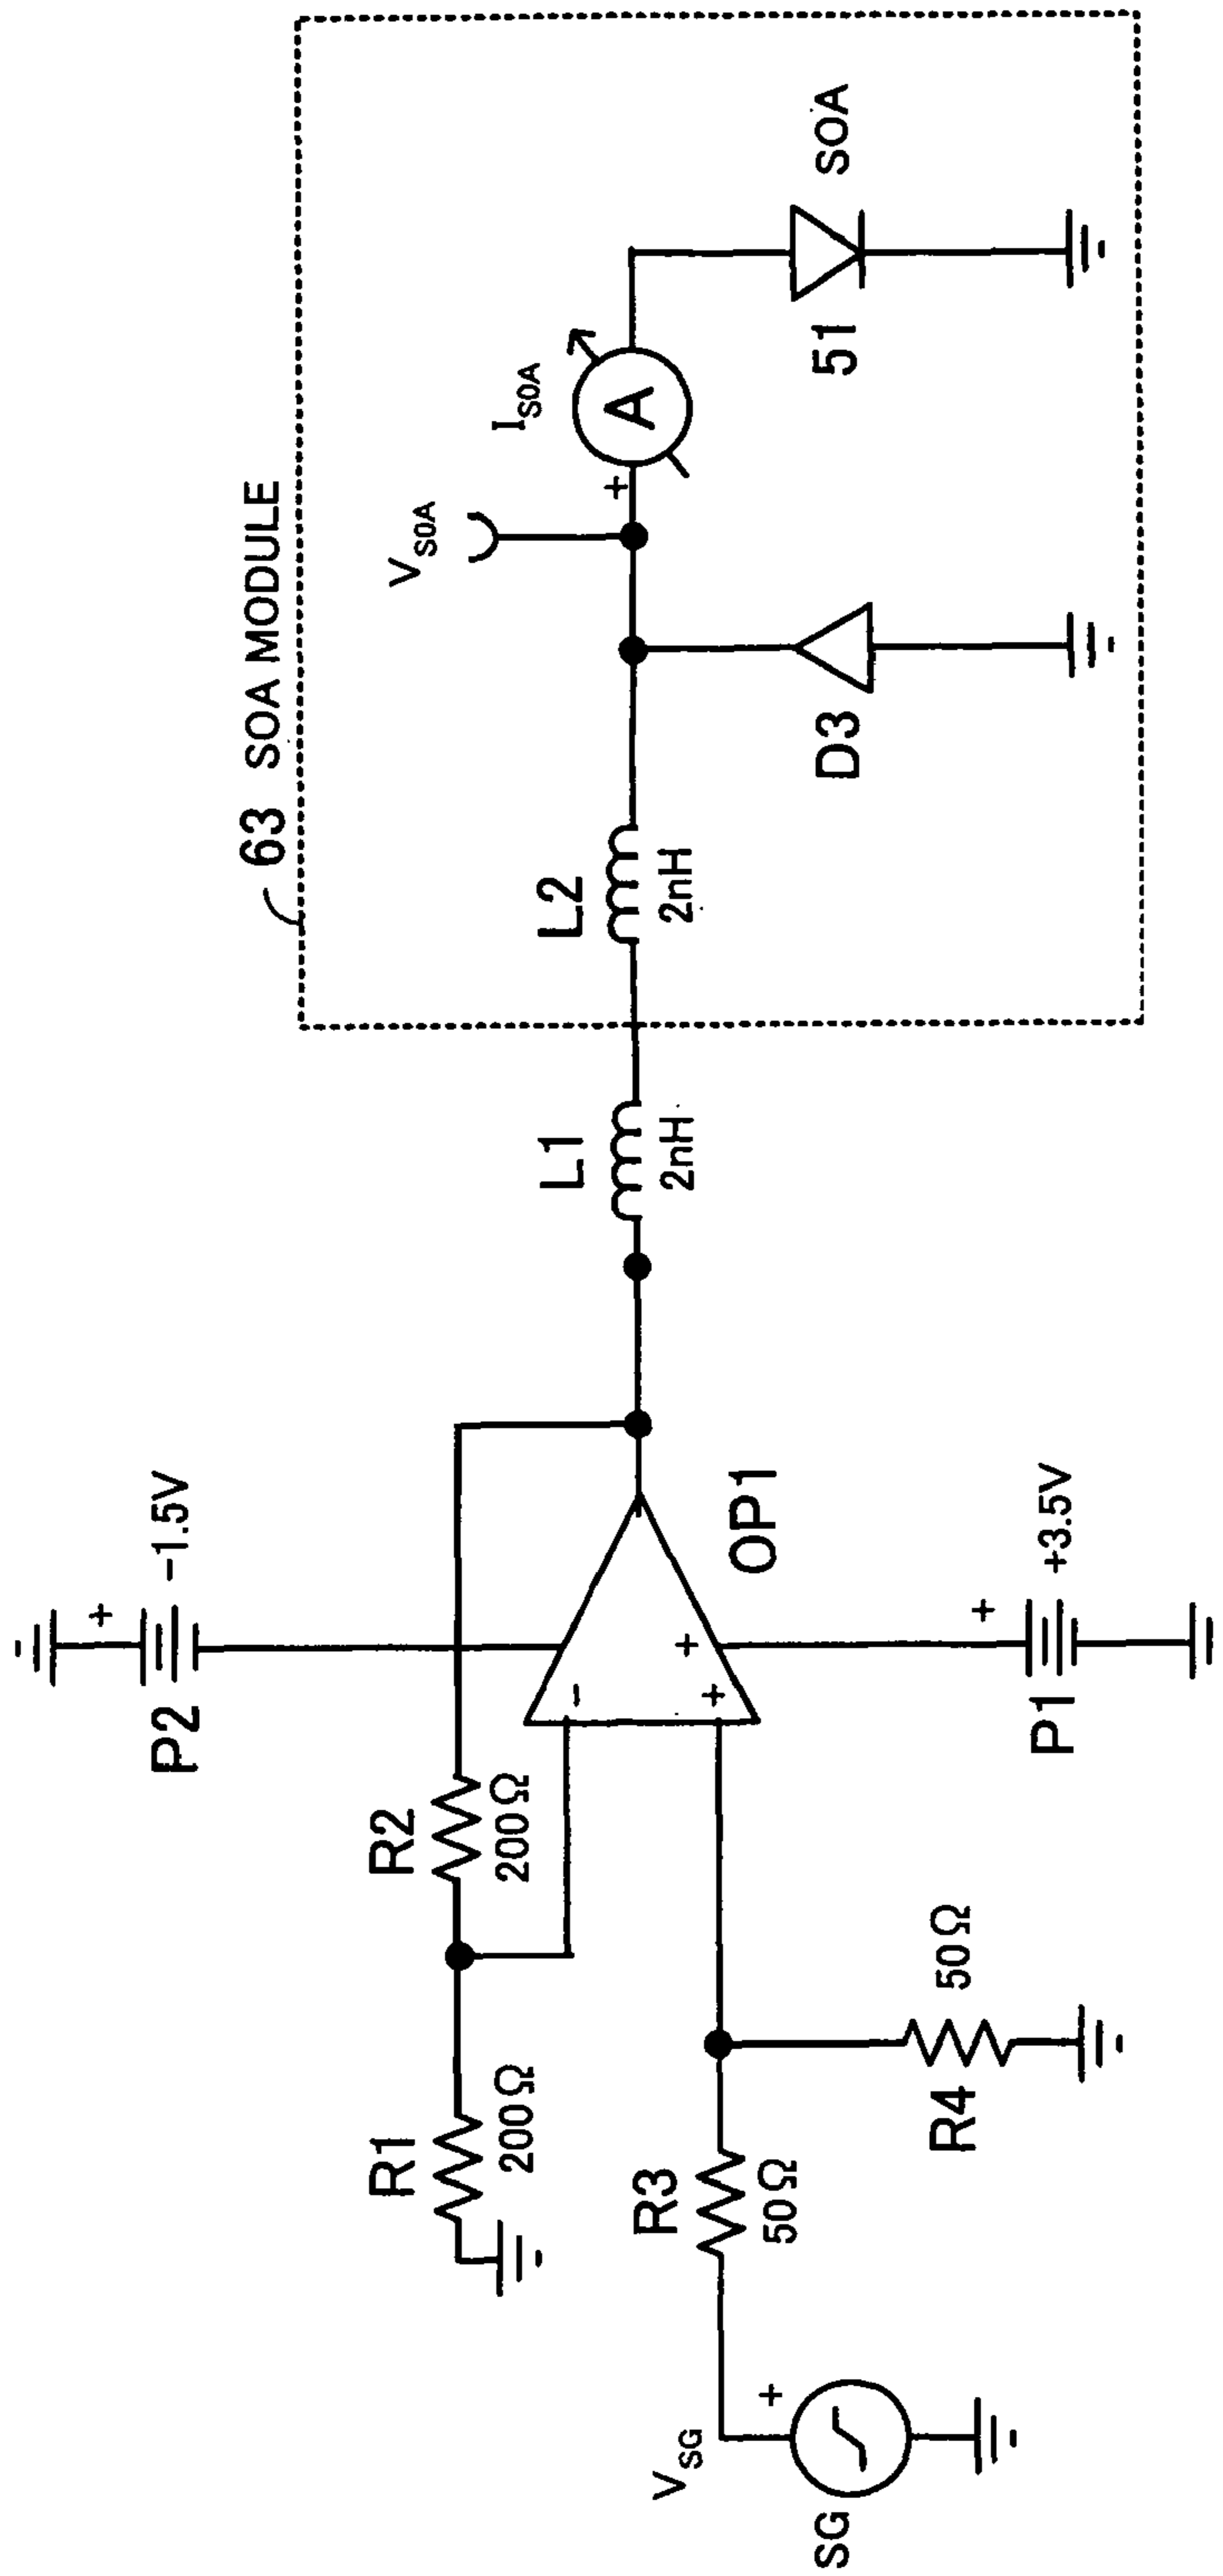 63 SOA MODULE
V_SOA
I_SOA
+
A
SOA
51
D3
L2
2nH
L1
2nH
P2
+
-1.5V
R2
200Ω
R1
200Ω
-
+
+
OP1
P1
+
+3.5V
R3
50Ω
R4
50Ω
V_SG
+
SG